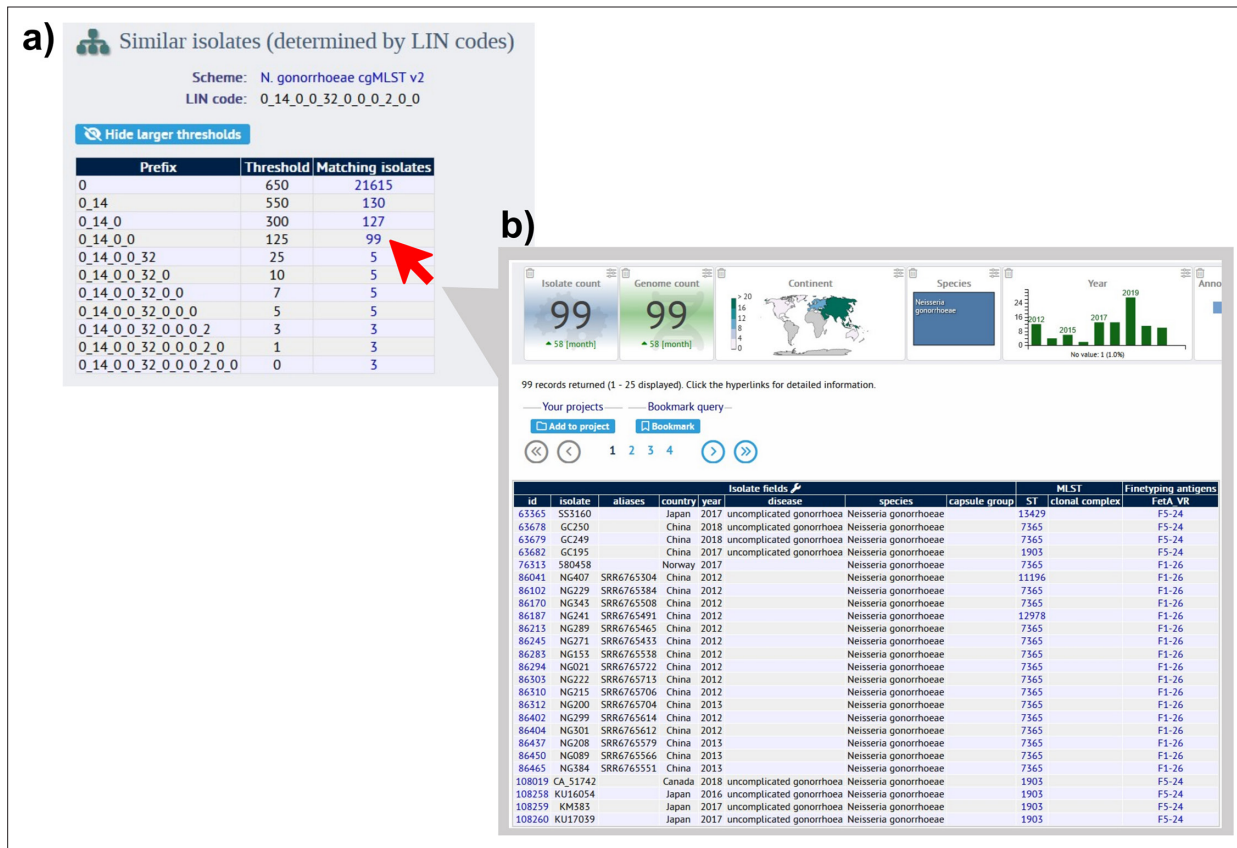 a)
Similar isolates (determined by LIN codes)
Scheme: N. gonorrhoeae cgMLST v2
LIN code: 0_14_0_0_32_0_0_0_2_0_0
Hide larger thresholds
Prefix Threshold Matching isolates
0 650 21615
0_14 550 130
0_14_0 300 127
0_14_0_0 125 99
0_14_0_0_32 25 5
0_14_0_0_32_0 10 5
0_14_0_0_32_0_0 7 5
0_14_0_0_32_0_0_0 5 5
0_14_0_0_32_0_0_0_2 3 3
0_14_0_0_32_0_0_0_2_0 1 3
0_14_0_0_32_0_0_0_2_0_0 0 3
b)
Isolate count
99
58 [month]
Genome count
99
58 [month]
Continent
> 20
16
12
8
4
0
Species
Neisseria
gonorrhoeae
Year
24
16
8
0
2012
2015
2017
2019
No value: 1 (1.0%)
Anno
99 records returned (1 - 25 displayed). Click the hyperlinks for detailed information.
Your projects Bookmark query
Add to project Bookmark
1 2 3 4
Isolate fields MLST Finetyping antigens
id isolate aliases country year disease species capsule group ST clonal complex FetA VR
63365 SS3160 Japan 2017 uncomplicated gonorrhoea Neisseria gonorrhoeae 13429 F5-24
63678 GC250 China 2018 uncomplicated gonorrhoea Neisseria gonorrhoeae 7365 F5-24
63679 GC249 China 2018 uncomplicated gonorrhoea Neisseria gonorrhoeae 7365 F5-24
63682 GC195 China 2017 uncomplicated gonorrhoea Neisseria gonorrhoeae 1903 F5-24
76313 580458 Norway 2017 Neisseria gonorrhoeae 7365 F1-26
86041 NG407 SRR6765304 China 2012 Neisseria gonorrhoeae 11196 F1-26
86102 NG229 SRR6765384 China 2012 Neisseria gonorrhoeae 7365 F1-26
86170 NG343 SRR6765508 China 2012 Neisseria gonorrhoeae 7365 F1-26
86187 NG241 SRR6765491 China 2012 Neisseria gonorrhoeae 12978 F1-26
86213 NG289 SRR6765465 China 2012 Neisseria gonorrhoeae 7365 F1-26
86245 NG271 SRR6765433 China 2012 Neisseria gonorrhoeae 7365 F1-26
86283 NG153 SRR6765538 China 2012 Neisseria gonorrhoeae 7365 F1-26
86294 NG021 SRR6765722 China 2012 Neisseria gonorrhoeae 7365 F1-26
86303 NG222 SRR6765713 China 2012 Neisseria gonorrhoeae 7365 F1-26
86310 NG215 SRR6765706 China 2012 Neisseria gonorrhoeae 7365 F1-26
86312 NG200 SRR6765704 China 2013 Neisseria gonorrhoeae 7365 F1-26
86402 NG299 SRR6765614 China 2012 Neisseria gonorrhoeae 7365 F1-26
86404 NG301 SRR6765612 China 2012 Neisseria gonorrhoeae 7365 F1-26
86437 NG208 SRR6765579 China 2013 Neisseria gonorrhoeae 7365 F1-26
86450 NG089 SRR6765566 China 2013 Neisseria gonorrhoeae 7365 F1-26
86465 NG384 SRR6765551 China 2013 Neisseria gonorrhoeae 7365 F1-26
108019 CA_51742 Canada 2018 uncomplicated gonorrhoea Neisseria gonorrhoeae 1903 F5-24
108258 KU16054 Japan 2016 uncomplicated gonorrhoea Neisseria gonorrhoeae 1903 F5-24
108259 KM383 Japan 2017 uncomplicated gonorrhoea Neisseria gonorrhoeae 1903 F5-24
108260 KU17039 Japan 2017 uncomplicated gonorrhoea Neisseria gonorrhoeae 1903 F5-24